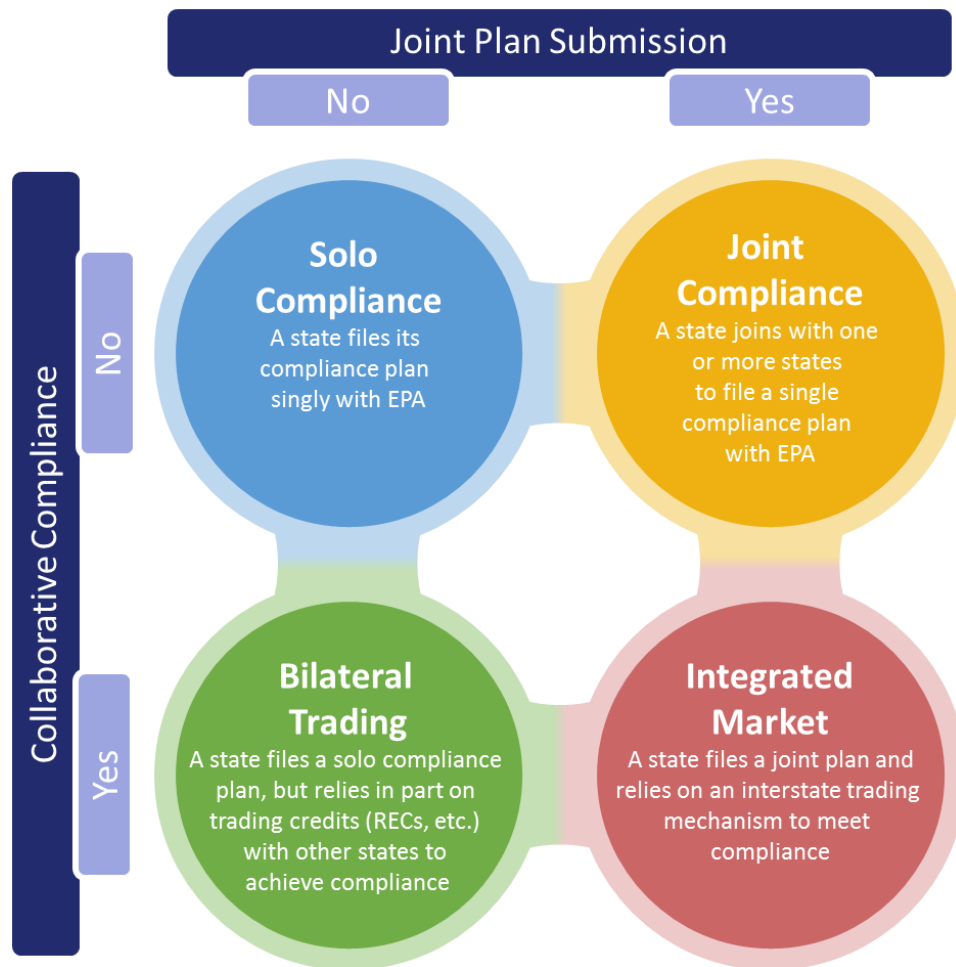 Joint Plan Submission
No
Yes
Collaborative Compliance
No
Solo
Compliance
A state files its
compliance plan
singly with EPA
Joint
Compliance
A state joins with one
or more states
to file a single
compliance plan
with EPA
Yes
Bilateral
Trading
A state files a solo compliance
plan, but relies in part on
trading credits (RECs, etc.)
with other states to
achieve compliance
Integrated
Market
A state files a joint plan and
relies on an interstate trading
mechanism to meet
compliance